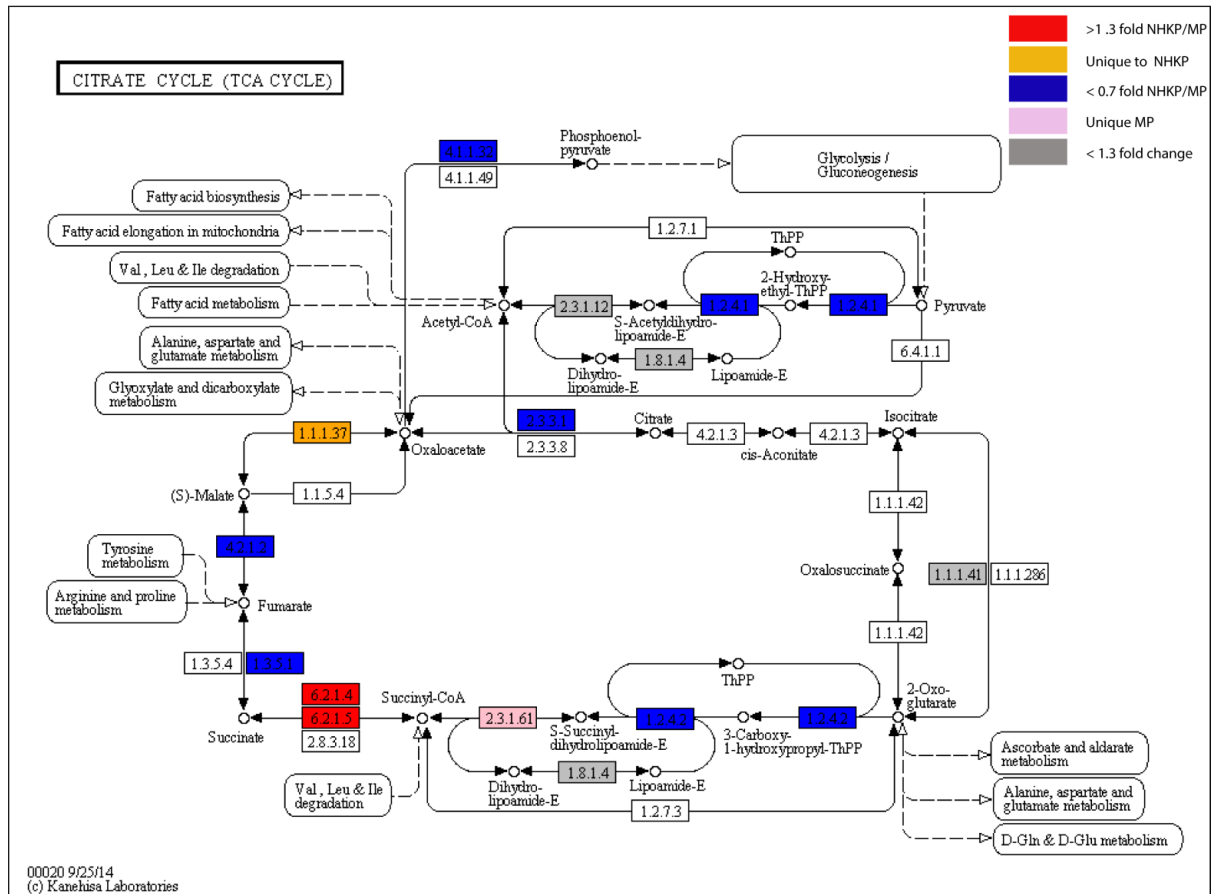 >1 .3 fold NHKP/MP
Unique to NHKP
< 0.7 fold NHKP/MP
Unique MP
< 1.3 fold change
CITRATE CYCLE (TCA CYCLE)
4.1.1.32
4.1.1.49
Phosphoenol-
pyruvate
Glycolysis /
Gluconeogenesis
Fatty acid biosynthesis
Fatty acid elongation in mitochondria
Val , Leu & Ile degradation
Fatty acid metabolism
Alanine, aspartate and
glutamate metabolism
Glyoxylate and dicarboxylate
metabolism
1.2.7.1
ThPP
2-Hydroxy-
ethyl-ThPP
Acetyl-CoA
2.3.1.12
S-Acetyldihydro-
lipoamide-E
1.2.4.1
1.2.4.1
Pyruvate
Dihydro-
lipoamide-E
1.8.1.4
Lipoamide-E
6.4.1.1
1.1.1.37
Oxaloacetate
2.3.3.1
2.3.3.8
Citrate
4.2.1.3
cis-Aconitate
4.2.1.3
Isocitrate
(S)-Malate
1.1.5.4
1.1.1.42
4.2.1.2
Tyrosine
metabolism
Arginine and proline
metabolism
Fumarate
Oxalosuccinate
1.1.1.41
1.1.1.286
1.1.1.42
1.3.5.4
1.3.5.1
6.2.1.4
6.2.1.5
2.8.3.18
Succinate
Succinyl-CoA
2.3.1.61
S-Succinyl-
dihydrolipoamide-E
1.2.4.2
ThPP
3-Carboxy-
1-hydroxypropyl-ThPP
1.2.4.2
2-Oxo-
glutarate
Val , Leu & Ile
degradation
Dihydro-
lipoamide-E
1.8.1.4
Lipoamide-E
1.2.7.3
Ascorbate and aldarate
metabolism
Alanine, aspartate and
glutamate metabolism
D-Gln & D-Glu metabolism
00020 9/25/14
(c) Kanehisa Laboratories